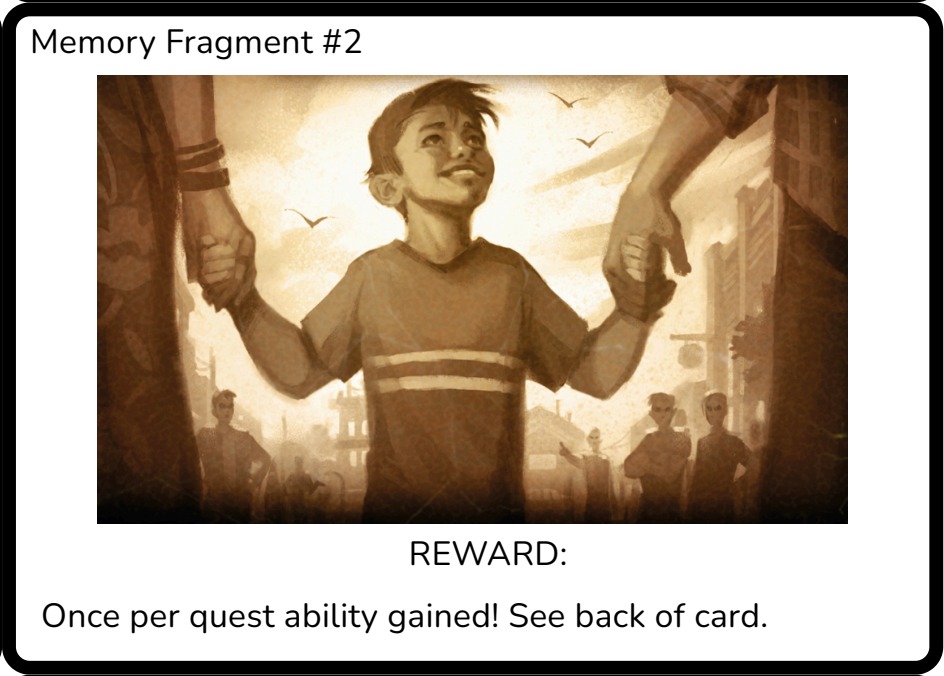 Memory Fragment #2
REWARD:
Once per quest ability gained! See back of card.